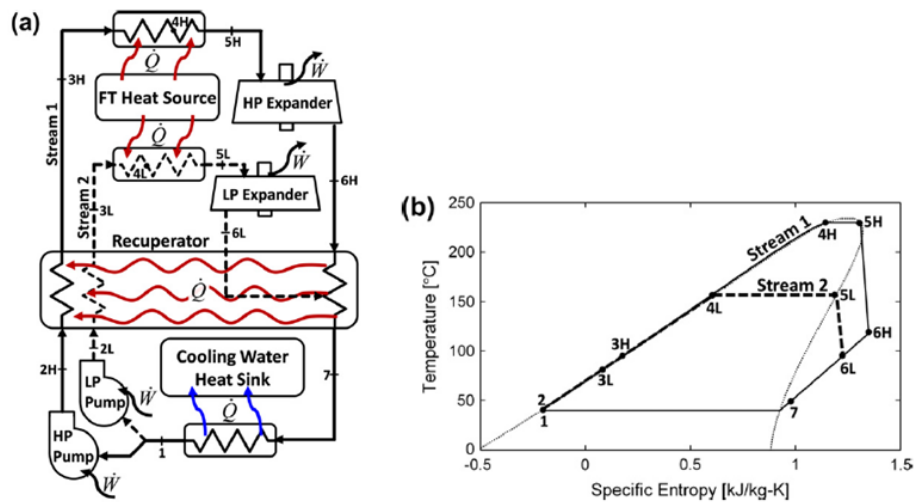 (a)
4H
5H
Q̇
Ẇ
3H
FT Heat Source
HP Expander
Stream 1
Q̇
5L
Ẇ
4L
LP Expander
Stream 2
3L
6H
6L
Recuperator
Q̇
2H
2L
7
LP
Pump
Ẇ
Cooling Water
Heat Sink
Q̇
HP
Pump
1
Ẇ
(b)
250
200
150
100
50
0
Temperature [°C]
-0.5
0
0.5
1
1.5
Specific Entropy [kJ/kg-K]
Stream 1
4H
5H
Stream 2
4L
5L
3H
3L
6H
6L
2
1
7